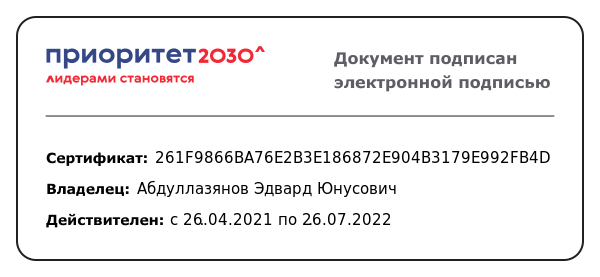 приоритет2030^
лидерами становятся
Документ подписан
электронной подписью
Сертификат: 261F9866BA76E2B3E186872E904B3179E992FB4D
Владелец: Абдуллазянов Эдвард Юнусович
Действителен: с 26.04.2021 по 26.07.2022